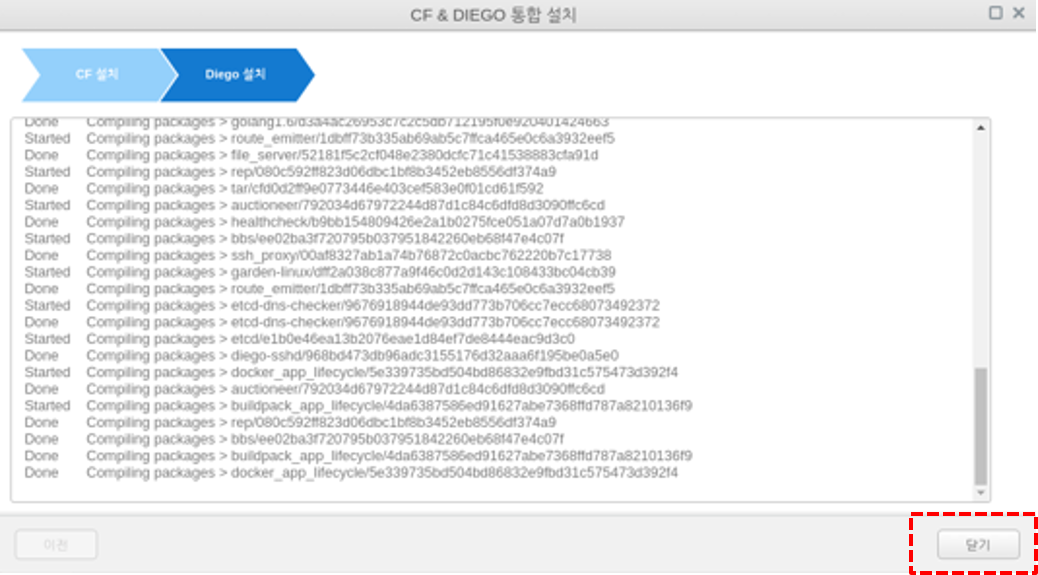 CF & DIEGO 통합 설치
CF 설치
Diego 설치
Done Compiling packages > golang1.6/d3a4ac26953c7c2c5db712195f0e920401424663
Started Compiling packages > route_emitter/1dbff73b335ab69ab5c7ffca465e0c6a3932eef5
Done Compiling packages > file_server/52181f5c2cf048e2380dcfc71c41538883cfa91d
Started Compiling packages > rep/080c592ff823d06dbc1bf8b3452eb8556df374a9
Done Compiling packages > tar/cfd0d2ff9e0773446e403cef583e0f01cd61f592
Started Compiling packages > auctioneer/792034d67972244d87d1c84c6dfd8d3090ffc6cd
Done Compiling packages > healthcheck/b9bb154809426e2a1b0275fce051a07d7a0b1937
Started Compiling packages > bbs/ee02ba3f720795b037951842260eb68f47e4c07f
Done Compiling packages > ssh_proxy/00af8327ab1a74b76872c0acbc762220b7c17738
Started Compiling packages > garden-linux/dff2a038c877a9f46c0d2d143c108433bc04cb39
Done Compiling packages > route_emitter/1dbff73b335ab69ab5c7ffca465e0c6a3932eef5
Started Compiling packages > etcd-dns-checker/9676918944de93dd773b706cc7ecc68073492372
Done Compiling packages > etcd-dns-checker/9676918944de93dd773b706cc7ecc68073492372
Started Compiling packages > etcd/e1b0e46ea13b2076eae1d84ef7de8444eac9d3c0
Done Compiling packages > diego-sshd/968bd473db96adc3155176d32aaa6f195be0a5e0
Started Compiling packages > docker_app_lifecycle/5e339735bd504bd86832e9fbd31c575473d392f4
Done Compiling packages > auctioneer/792034d67972244d87d1c84c6dfd8d3090ffc6cd
Started Compiling packages > buildpack_app_lifecycle/4da6387586ed91627abe7368ffd787a8210136f9
Done Compiling packages > rep/080c592ff823d06dbc1bf8b3452eb8556df374a9
Done Compiling packages > bbs/ee02ba3f720795b037951842260eb68f47e4c07f
Done Compiling packages > buildpack_app_lifecycle/4da6387586ed91627abe7368ffd787a8210136f9
Done Compiling packages > docker_app_lifecycle/5e339735bd504bd86832e9fbd31c575473d392f4
이전
닫기